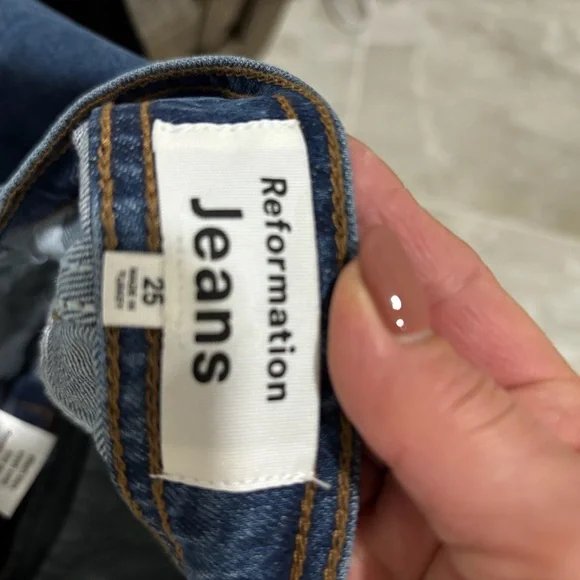 Reformation
Jeans
25
MADE IN
TURKEY